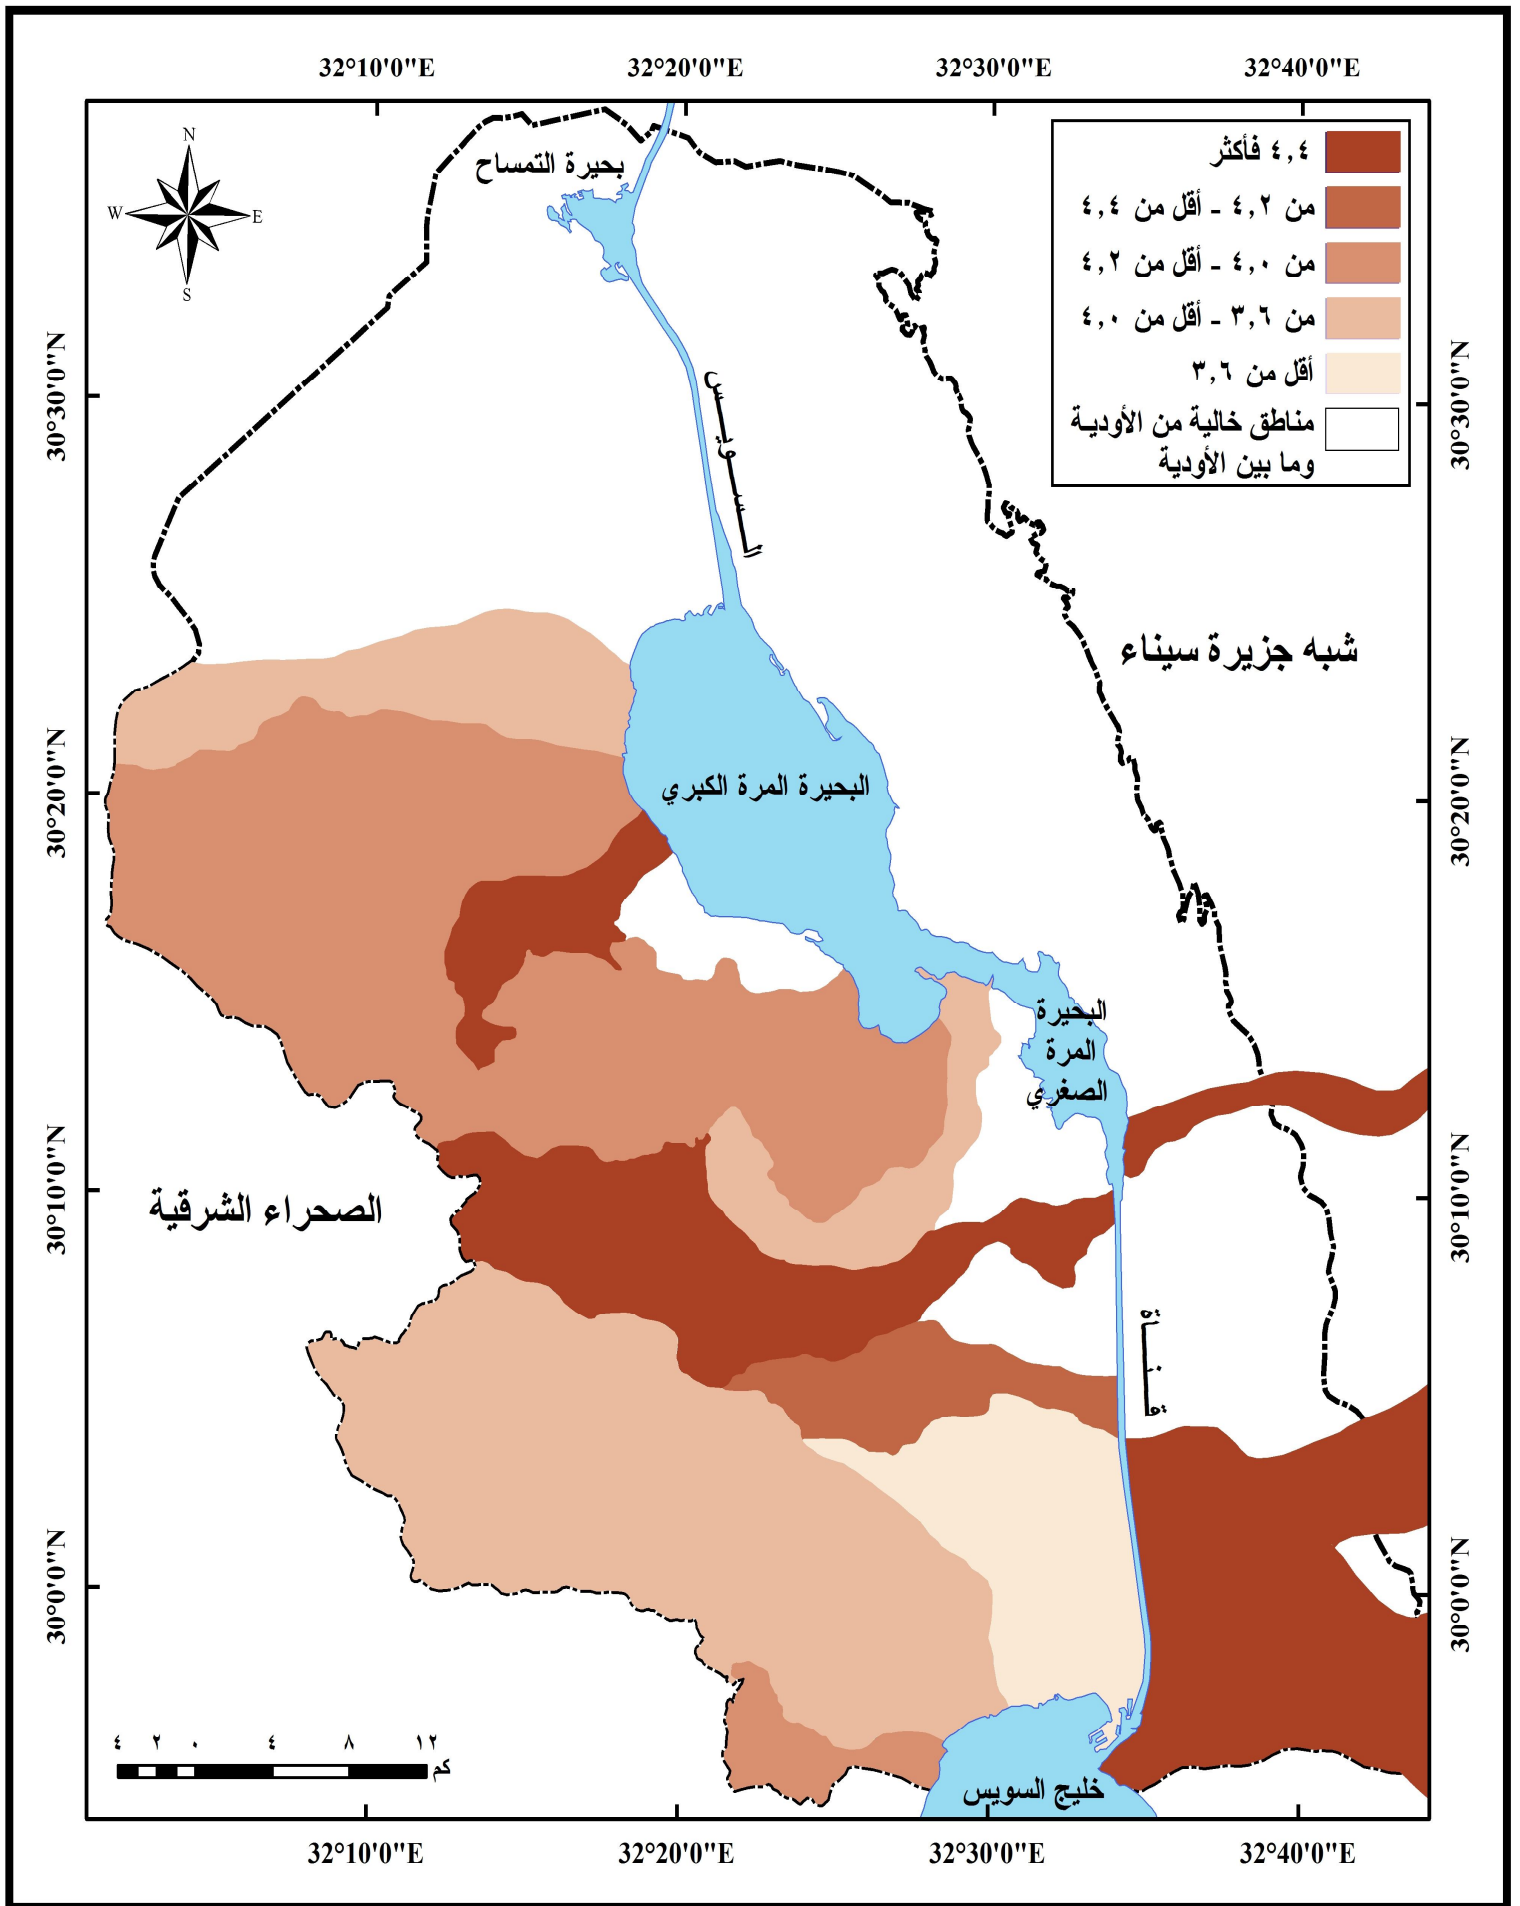 32°10'0"E
32°20'0"E
32°30'0"E
32°40'0"E
N
W
E
S
بحيرة التمساح
٤,٤ فأكثر
من ٤,٢ - أقل من ٤,٤
من ٤,٠ - أقل من ٤,٢
من ٣,٦ - أقل من ٤,٠
أقل من ٣,٦
مناطق خالية من الأودية
وما بين الأودية
30°30'0"N
30°30'0"N
الـسـويـس
شبه جزيرة سيناء
30°20'0"N
30°20'0"N
البحيرة المرة الكبري
البحيرة
المرة
الصغري
30°10'0"N
30°10'0"N
الصحراء الشرقية
قـنـاة
30°0'0"N
30°0'0"N
٤ ٢ ٠ ٤ ٨ ١٢
كم
خليج السويس
32°10'0"E
32°20'0"E
32°30'0"E
32°40'0"E